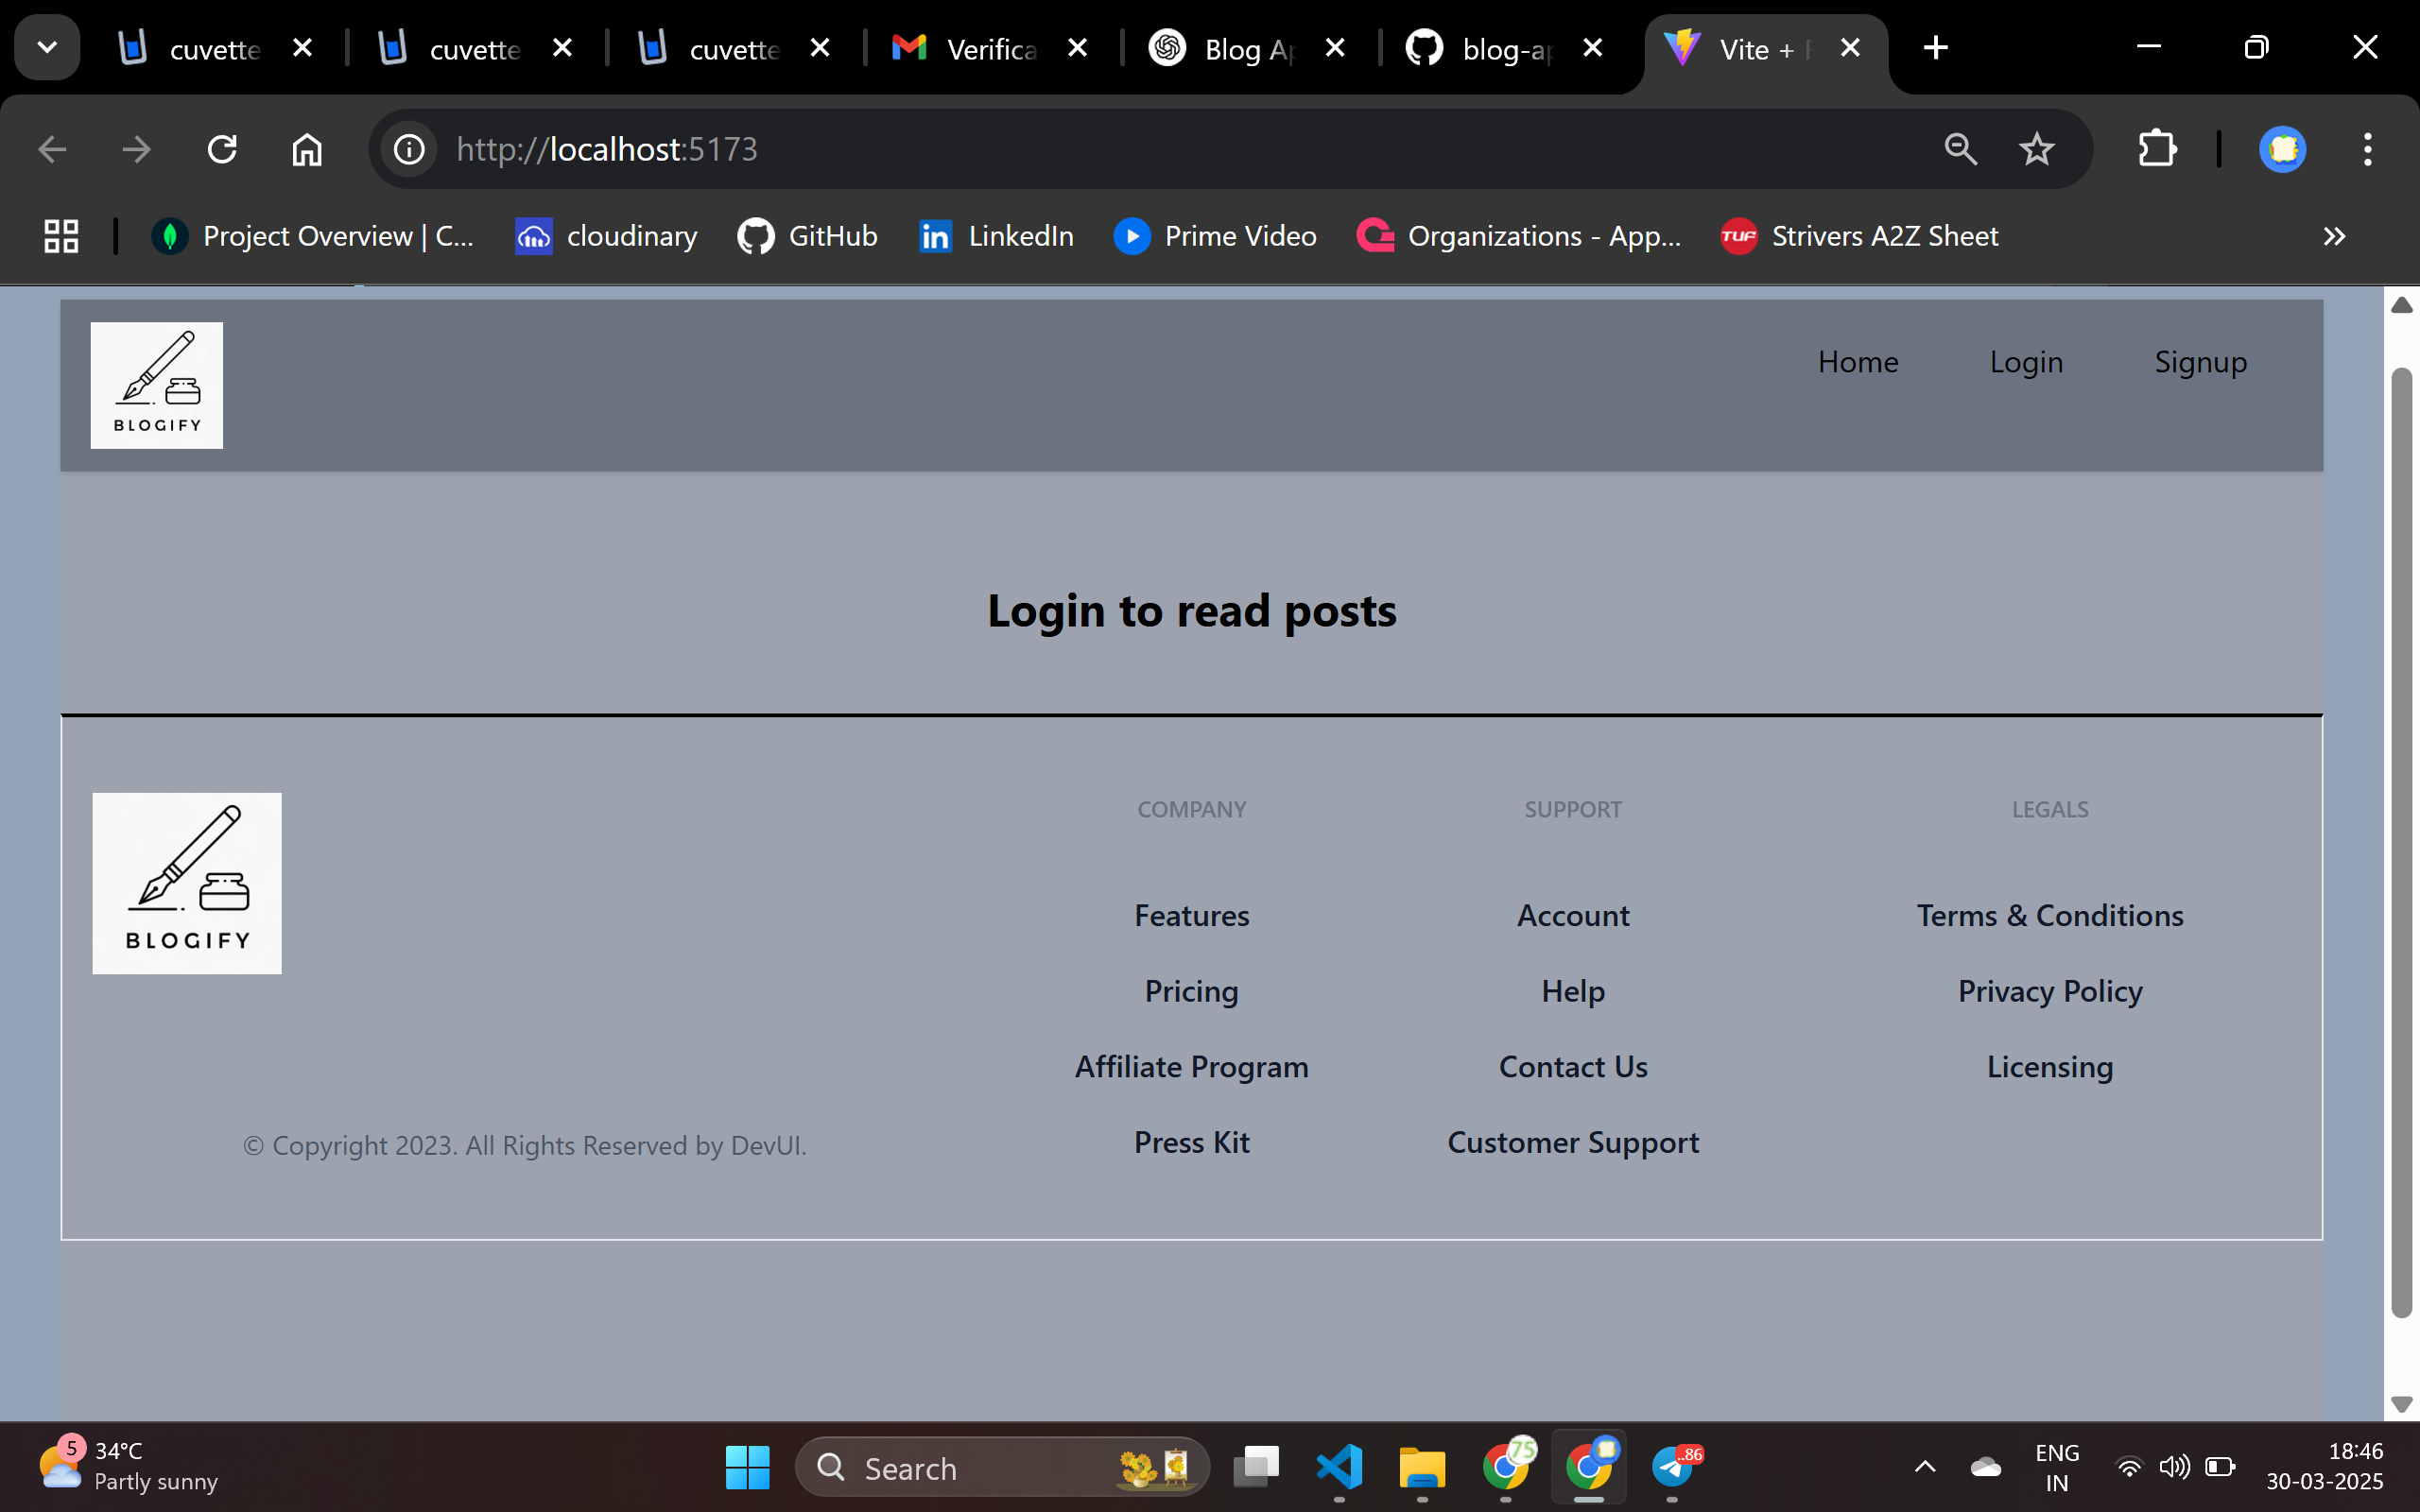 cuvette
cuvette
cuvette
Verifica
Blog Ap
blog-ap
Vite +
http://localhost:5173
Project Overview | C...
cloudinary
GitHub
LinkedIn
Prime Video
Organizations - App...
TUF
Strivers A2Z Sheet
BLOGIFY
Home
Login
Signup
Login to read posts
BLOGIFY
© Copyright 2023. All Rights Reserved by DevUI.
COMPANY
Features
Pricing
Affiliate Program
Press Kit
SUPPORT
Account
Help
Contact Us
Customer Support
LEGALS
Terms & Conditions
Privacy Policy
Licensing
5
34°C
Partly sunny
Search
75
..86
ENG
IN
18:46
30-03-2025